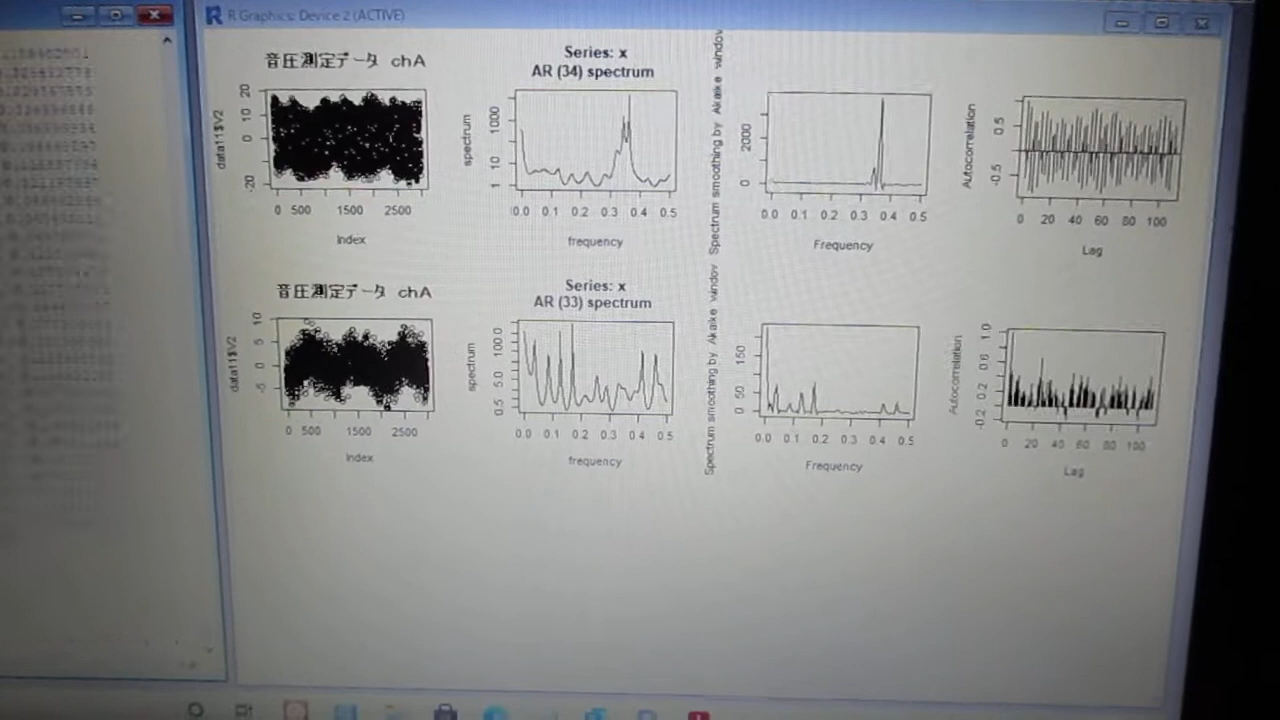 R Graphics: Device 2 (ACTIVE)
音圧測定データ chA
data11$V2
20
10
0
-20
0 500 1500 2500
Index
Series: x
AR (34) spectrum
spectrum
1000
10
1
0.0 0.1 0.2 0.3 0.4 0.5
frequency
Spectrum smoothing by Akaike window
2000
0
0.0 0.1 0.2 0.3 0.4 0.5
Frequency
Autocorrelation
0.5
-0.5
0 20 40 60 80 100
Lag
音圧測定データ chA
data11$V2
10
5
0
-5
0 500 1500 2500
Index
Series: x
AR (33) spectrum
spectrum
100.0
5.0
0.5
0.0 0.1 0.2 0.3 0.4 0.5
frequency
Spectrum smoothing by Akaike window
150
50
0
0.0 0.1 0.2 0.3 0.4 0.5
Frequency
Autocorrelation
1.0
0.6
0.2
-0.2
0 20 40 60 80 100
Lag